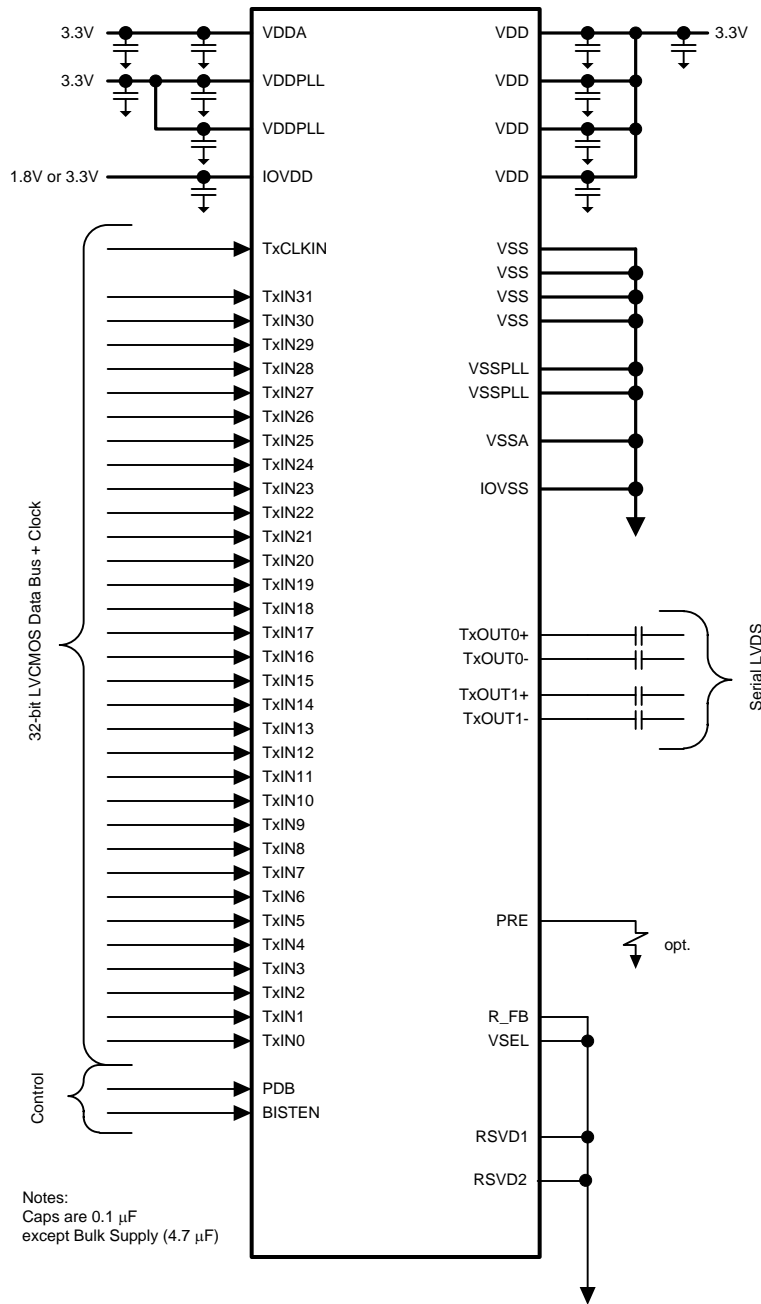 3.3V
3.3V
1.8V or 3.3V
VDDA
VDDPLL
VDDPLL
IOVDD
32-bit LVCMOS Data Bus + Clock
TxCLKIN
TxIN31
TxIN30
TxIN29
TxIN28
TxIN27
TxIN26
TxIN25
TxIN24
TxIN23
TxIN22
TxIN21
TxIN20
TxIN19
TxIN18
TxIN17
TxIN16
TxIN15
TxIN14
TxIN13
TxIN12
TxIN11
TxIN10
TxIN9
TxIN8
TxIN7
TxIN6
TxIN5
TxIN4
TxIN3
TxIN2
TxIN1
TxIN0
Control
PDB
BISTEN
VDD
VDD
VDD
VDD
3.3V
VSS
VSS
VSS
VSS
VSSPLL
VSSPLL
VSSA
IOVSS
TxOUT0+
TxOUT0-
TxOUT1+
TxOUT1-
Serial LVDS
PRE
opt.
R_FB
VSEL
RSVD1
RSVD2
Notes:
Caps are 0.1 μF
except Bulk Supply (4.7 μF)